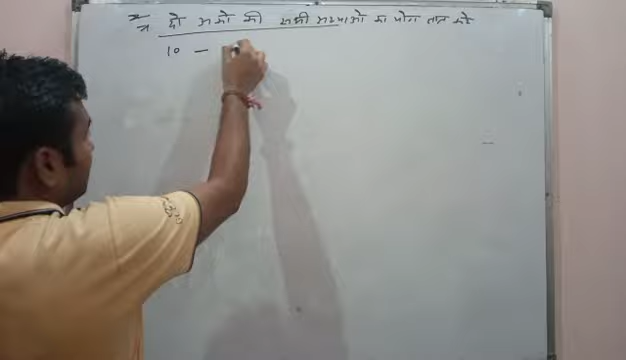 दो अंको की सभी संख्याओ का योग ज्ञात करे
10 —